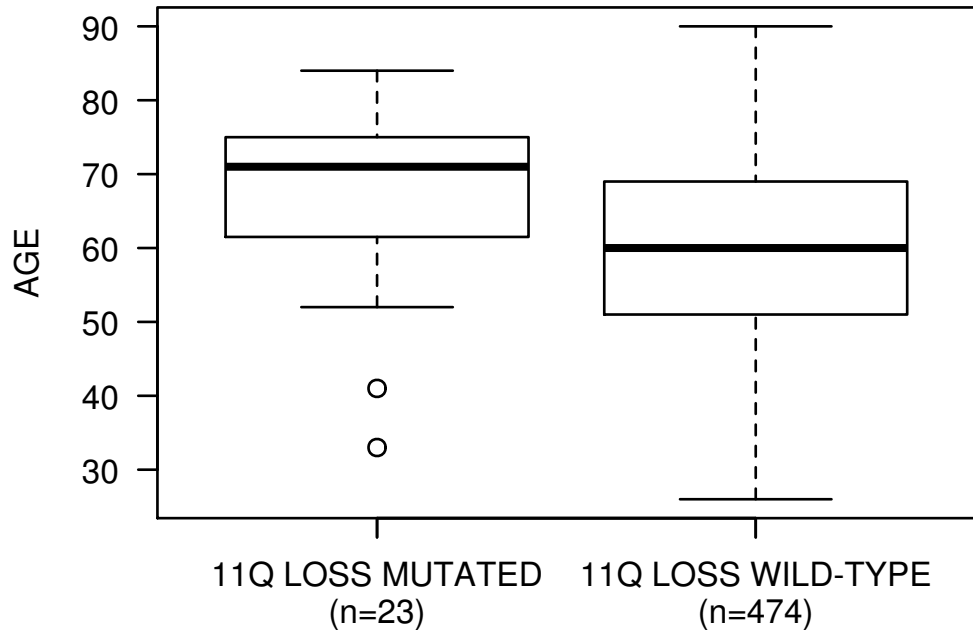 AGE
90
80
70
60
50
40
30
11Q LOSS MUTATED
(n=23)
11Q LOSS WILD-TYPE
(n=474)